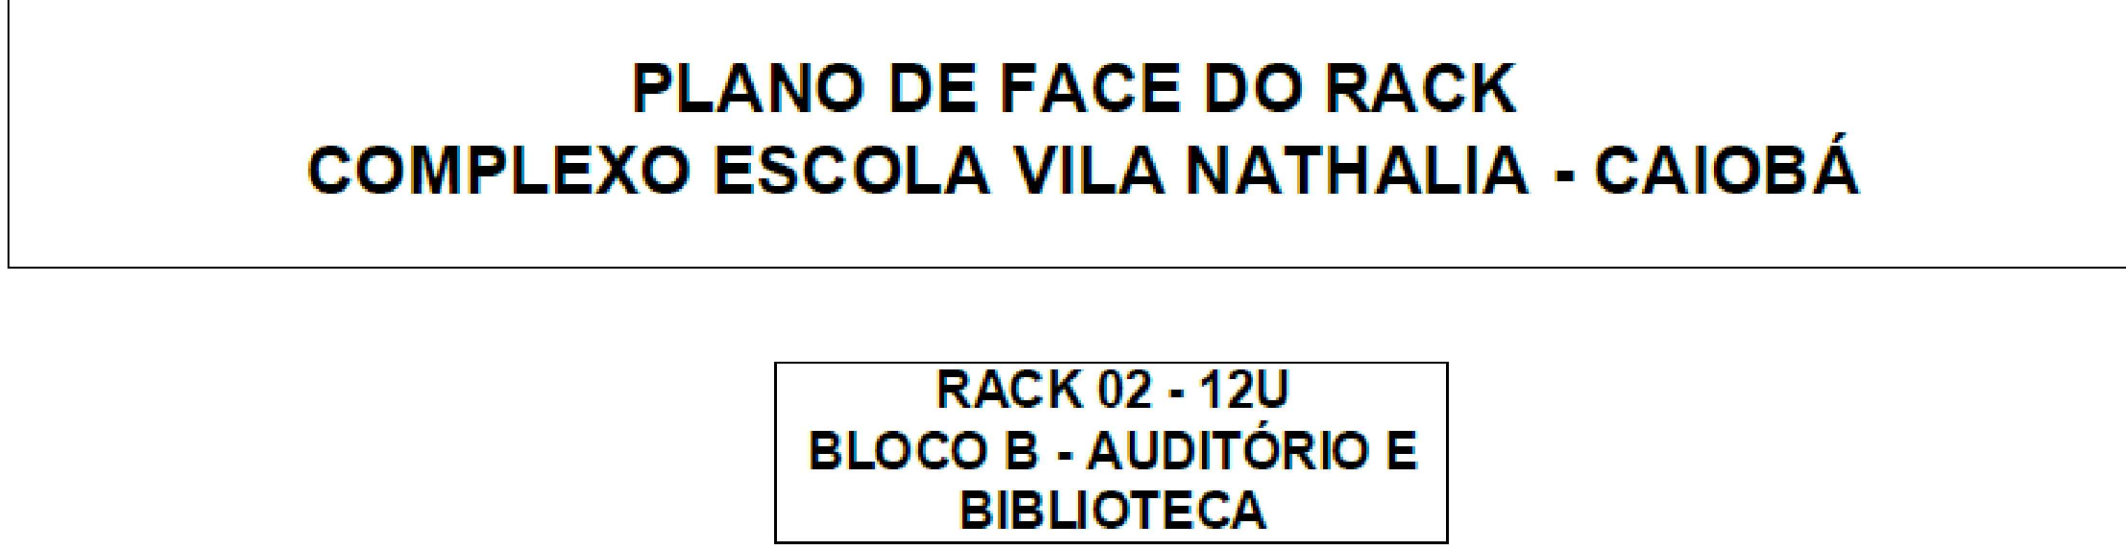 PLANO DE FACE DO RACK
COMPLEXO ESCOLA VILA NATHALIA - CAIOBÁ
RACK 02 - 12U
BLOCO B - AUDITÓRIO E
BIBLIOTECA